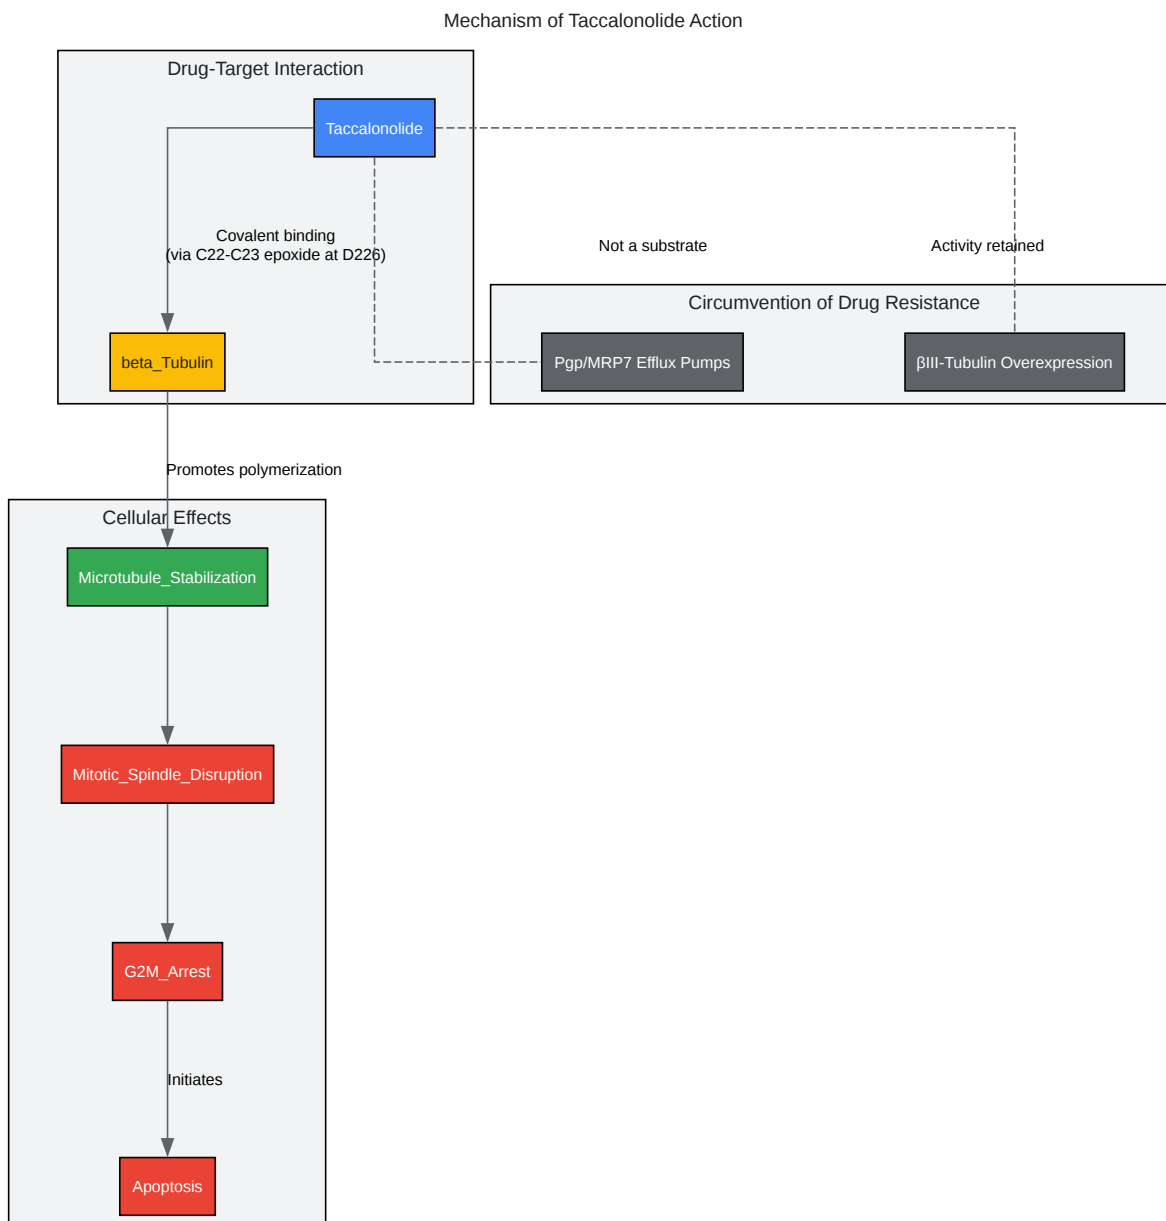 Mechanism of Taccalonolide Action
Drug-Target Interaction
Taccalonolide
Covalent binding
(via C22-C23 epoxide at D226)
Not a substrate
Activity retained
Circumvention of Drug Resistance
beta_Tubulin
Pgp/MRP7 Efflux Pumps
βIII-Tubulin Overexpression
Promotes polymerization
Cellular Effects
Microtubule_Stabilization
Mitotic_Spindle_Disruption
G2M_Arrest
Initiates
Apoptosis